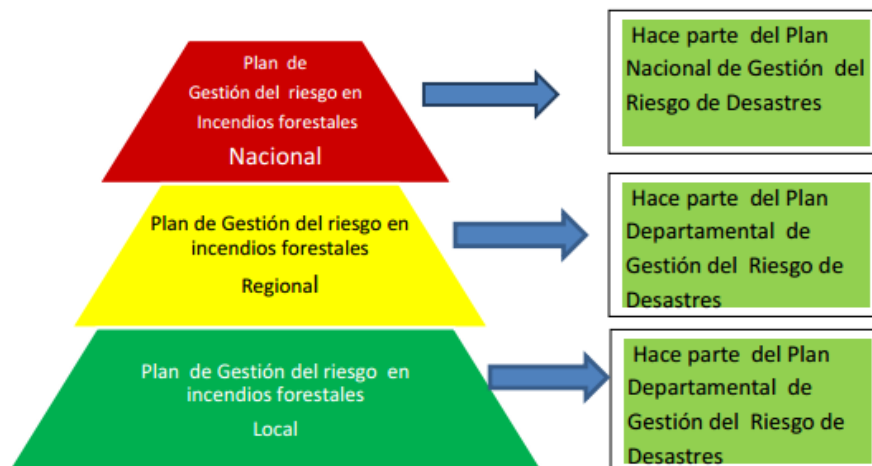 Plan de
Gestión del riesgo en
Incendios forestales
Nacional
Hace parte del Plan
Nacional de Gestión del
Riesgo de Desastres
Plan de Gestión del riesgo en
incendios forestales
Regional
Hace parte del Plan
Departamental de
Gestión del Riesgo de
Desastres
Plan de Gestión del riesgo en
incendios forestales
Local
Hace parte del Plan
Departamental de
Gestión del Riesgo de
Desastres